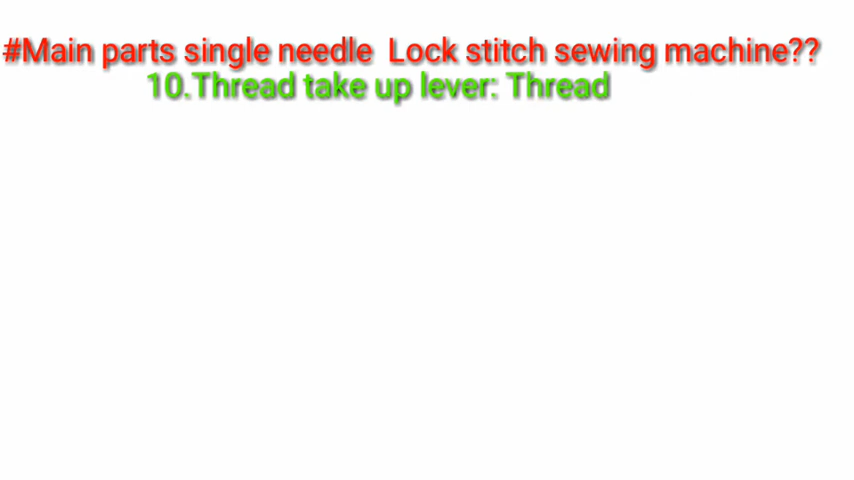 #Main parts single needle Lock stitch sewing machine??
10.Thread take up lever: Thread